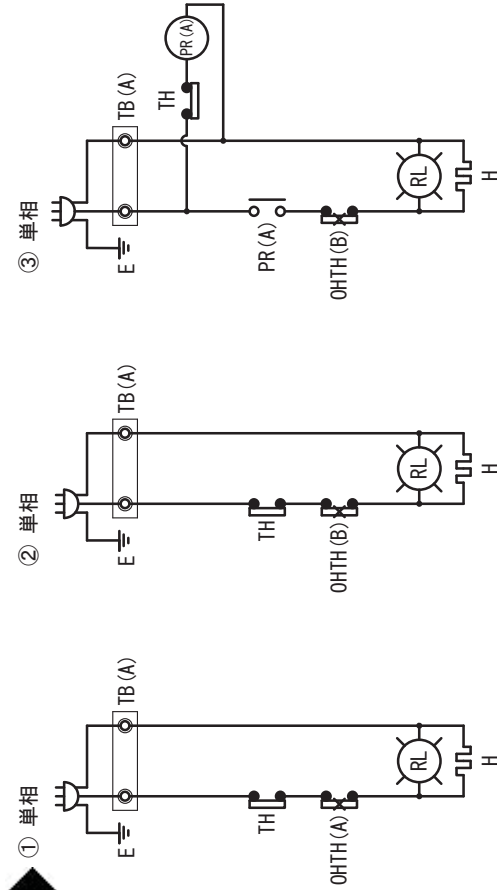 ① 単相
TB(A)
E
TH
OHTH(A)
RL
H
② 単相
TB(A)
E
TH
OHTH(B)
RL
H
③ 単相
TB(A)
E
TH
PR(A)
PR(A)
OHTH(B)
RL
H